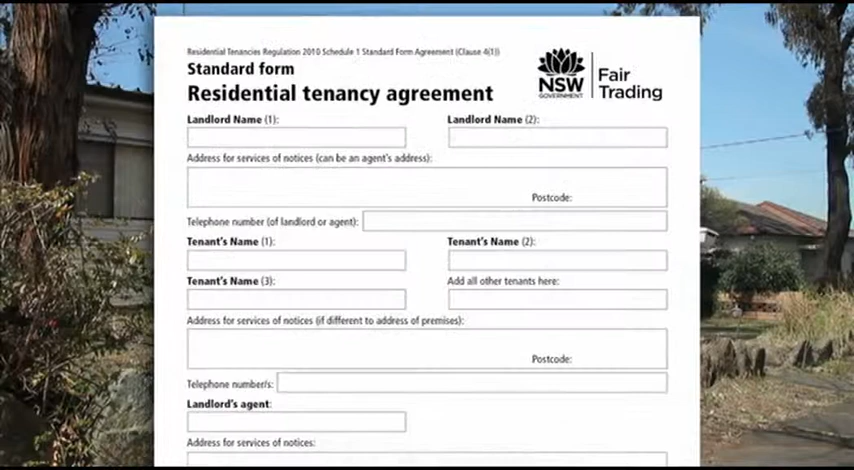 Residential Tenancies Regulation 2010 Schedule 1 Standard Form Agreement (Clause 4(1))
Standard form
Residential tenancy agreement
NSW
GOVERNMENT
Fair
Trading
Landlord Name (1):
Landlord Name (2):
Address for services of notices (can be an agent's address):
Postcode:
Telephone number (of landlord or agent):
Tenant's Name (1):
Tenant's Name (2):
Tenant's Name (3):
Add all other tenants here:
Address for services of notices (if different to address of premises):
Postcode:
Telephone number/s:
Landlord's agent:
Address for services of notices: